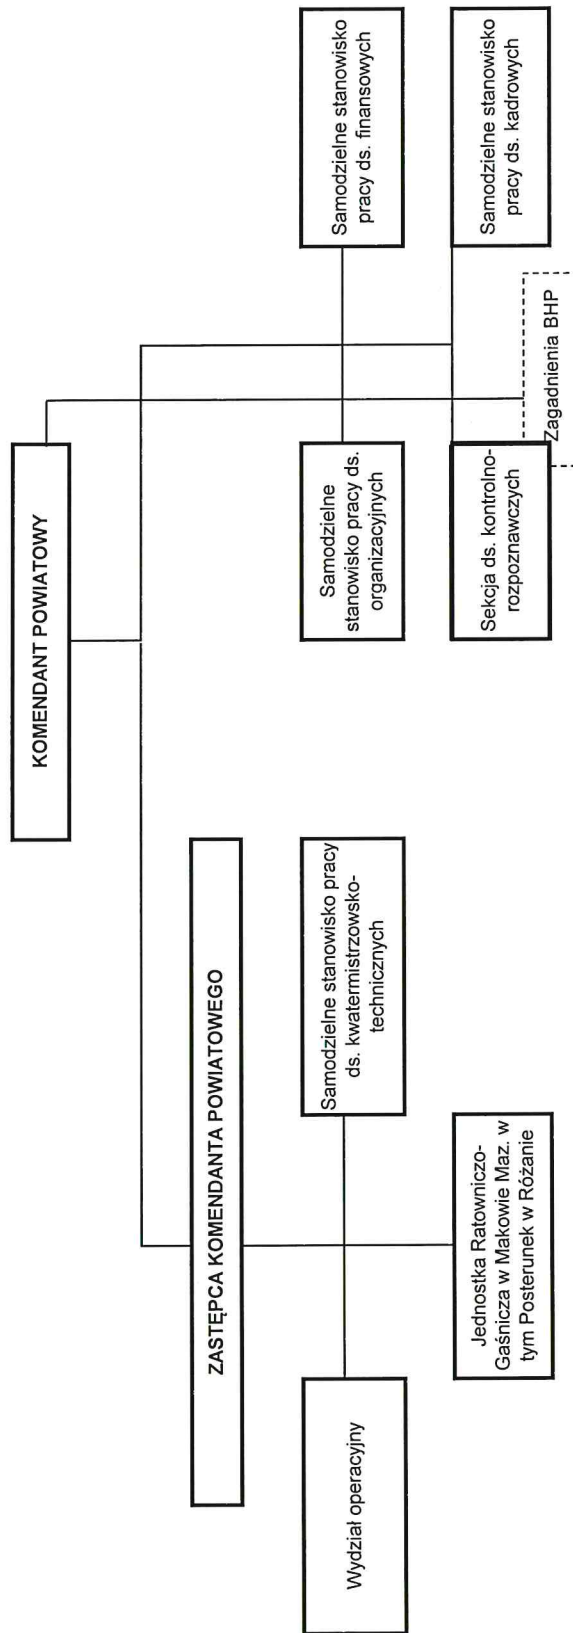 KOMENDANT POWIATOWY
ZASTĘPCA KOMENDANTA POWIATOWEGO
Wydział operacyjny
Samodzielne stanowisko pracy
ds. kwatermistrzowsko-
technicznych
Samodzielne
stanowisko pracy ds.
organizacyjnych
Samodzielne stanowisko
pracy ds. finansowych
Jednostka Ratowniczo-
Gaśnicza w Makowie Maz. w
tym Posterunek w Różanie
Sekcja ds. kontrolno-
rozpoznawczych
Samodzielne stanowisko
pracy ds. kadrowych
Zagadnienia BHP